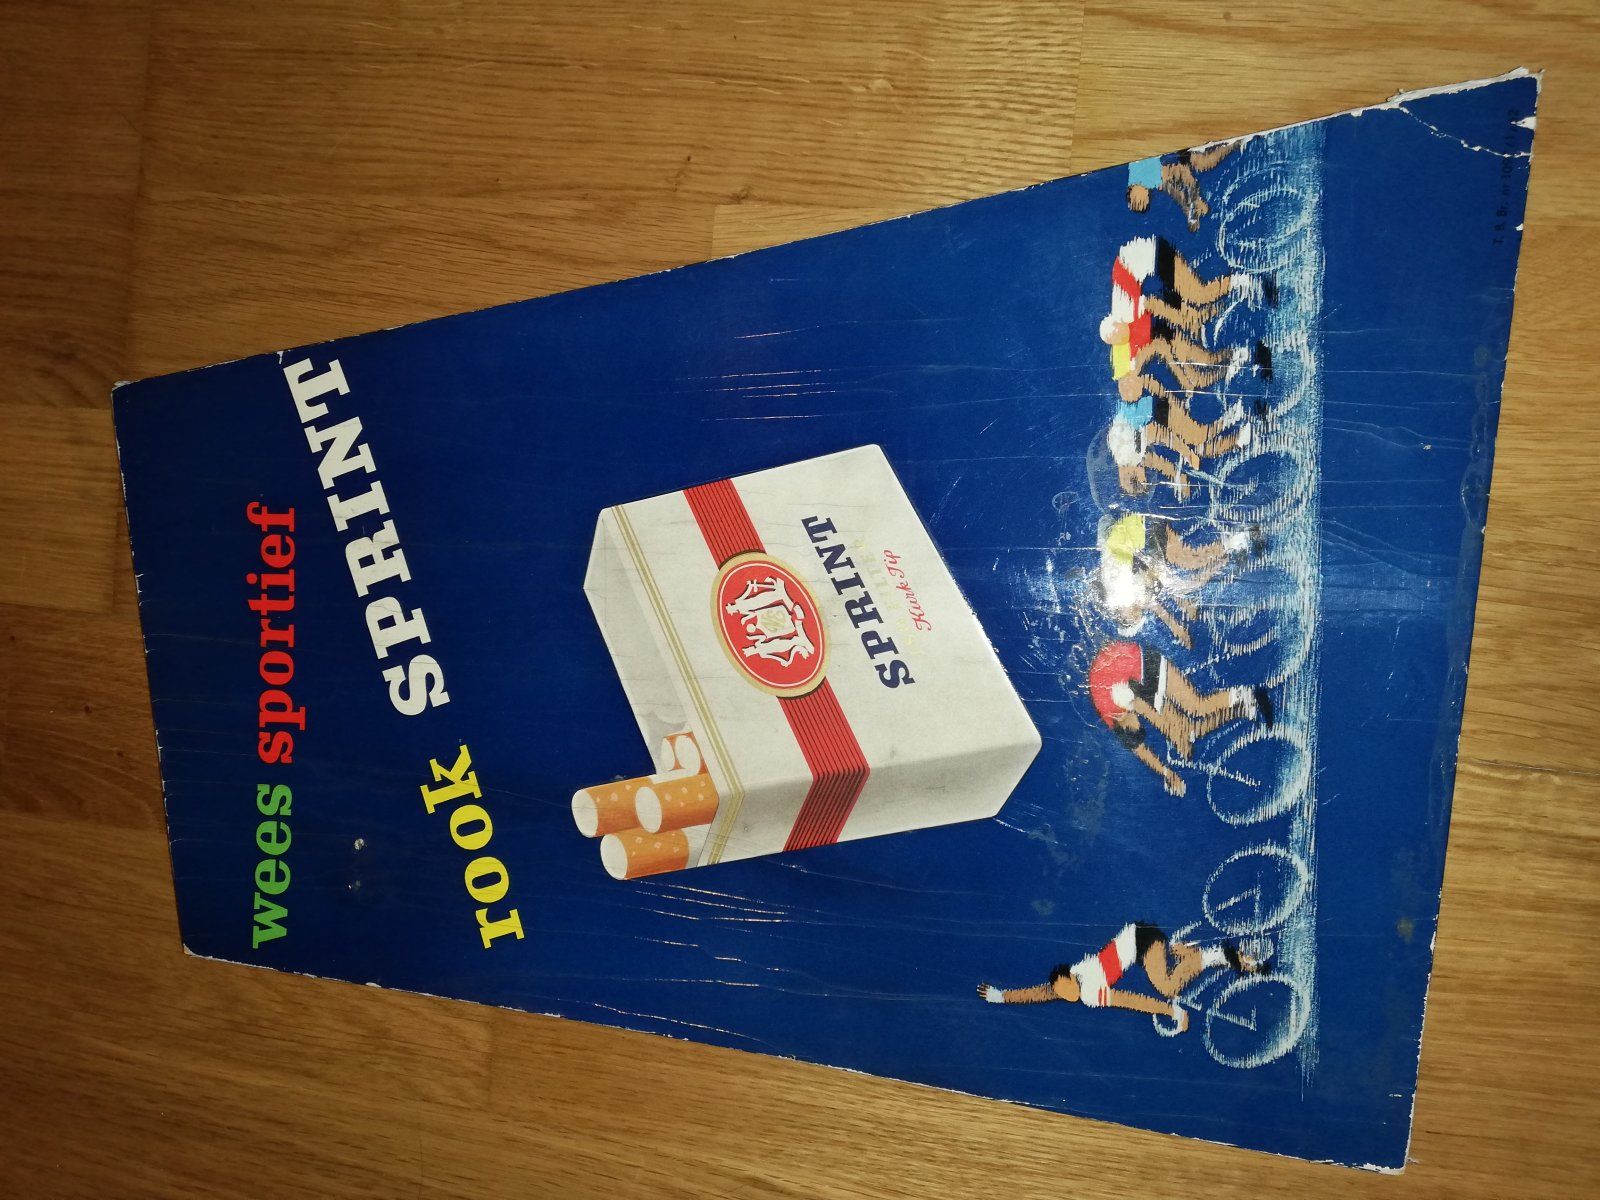 wees sportief
rook SPRINT
SPRINT
Kurk Tip